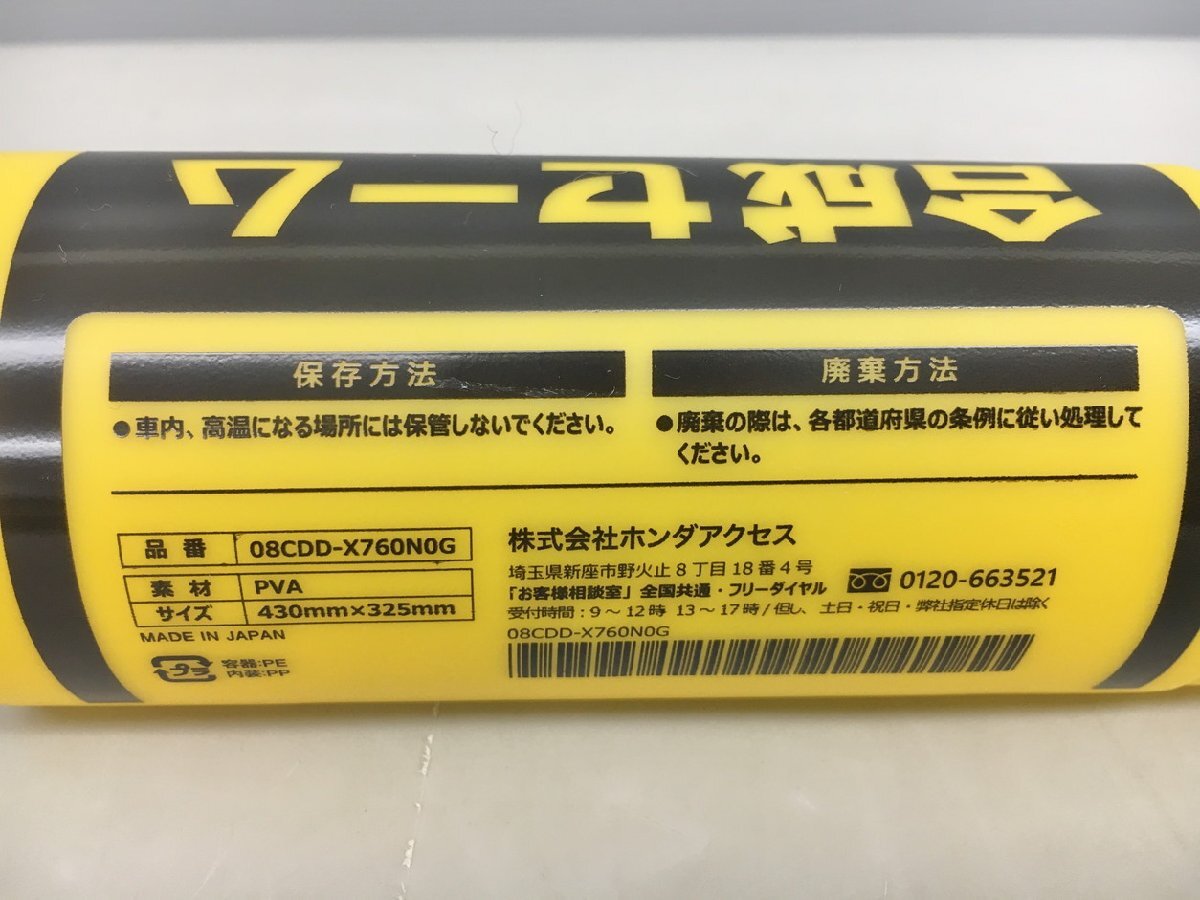 合成セーム
保存方法
●車内、高温になる場所には保管しないでください。
廃棄方法
●廃棄の際は、各都道府県の条例に従い処理して
ください。
品番 08CDD-X760N0G
素材 PVA
サイズ 430mm×325mm
MADE IN JAPAN
プラ
容器:PE
内装:PP
株式会社ホンダアクセス
埼玉県新座市野火止8丁目18番4号
「お客様相談室」全国共通・フリーダイヤル 0120-663521
受付時間:9～12時 13～17時/但し、土日・祝日・弊社指定休日は除く
08CDD-X760N0G